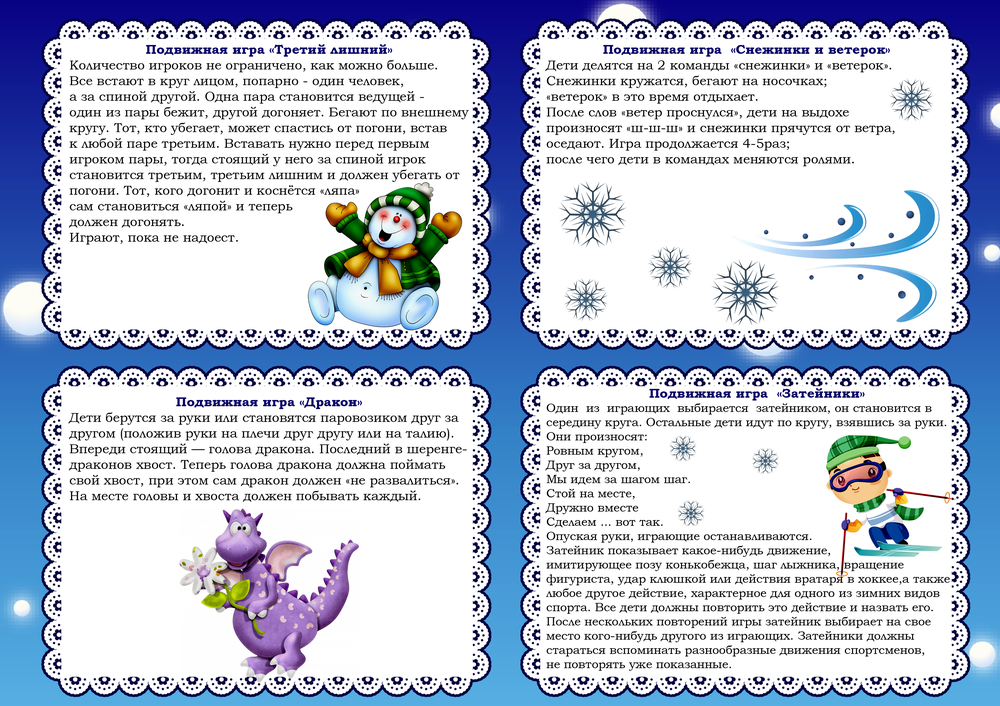 Подвижная игра «Третий лишний»
Количество игроков не ограничено, как можно больше.
Все встают в круг лицом, попарно - один человек,
а за спиной другой. Одна пара становится ведущей -
один из пары бежит, другой догоняет. Бегают по внешнему
кругу. Тот, кто убегает, может спастись от погони, встав
к любой паре третьим. Вставать нужно перед первым
игроком пары, тогда стоящий у него за спиной игрок
становится третьим, третьим лишним и должен убегать от
погони. Тот, кого догонит и коснётся «ляпа»
сам становиться «ляпой» и теперь
должен догонять.
Играют, пока не надоест.
Подвижная игра «Снежинки и ветерок»
Дети делятся на 2 команды «снежинки» и «ветерок».
Снежинки кружатся, бегают на носочках;
«ветерок» в это время отдыхает.
После слов «ветер проснулся», дети на выдохе
произносят «ш-ш-ш» и снежинки прячутся от ветра,
оседают. Игра продолжается 4-5раз;
после чего дети в командах меняются ролями.
Подвижная игра «Дракон»
Дети берутся за руки или становятся паровозиком друг за
другом (положив руки на плечи друг другу или на талию).
Впереди стоящий — голова дракона. Последний в шеренге-
драконов хвост. Теперь голова дракона должна поймать
свой хвост, при этом сам дракон должен «не развалиться».
На месте головы и хвоста должен побывать каждый.
Подвижная игра «Затейники»
Один из играющих выбирается затейником, он становится в
середину круга. Остальные дети идут по кругу, взявшись за руки.
Они произносят:
Ровным кругом,
Друг за другом,
Мы идем за шагом шаг.
Стой на месте,
Дружно вместе
Сделаем ... вот так.
Опуская руки, играющие останавливаются.
Затейник показывает какое-нибудь движение,
имитирующее позу конькобежца, шаг лыжника, вращение
фигуриста, удар клюшкой или действия вратаря в хоккее,а также
любое другое действие, характерное для одного из зимних видов
спорта. Все дети должны повторить это действие и назвать его.
После нескольких повторений игры затейник выбирает на свое
место кого-нибудь другого из играющих. Затейники должны
стараться вспоминать разнообразные движения спортсменов,
не повторять уже показанные.